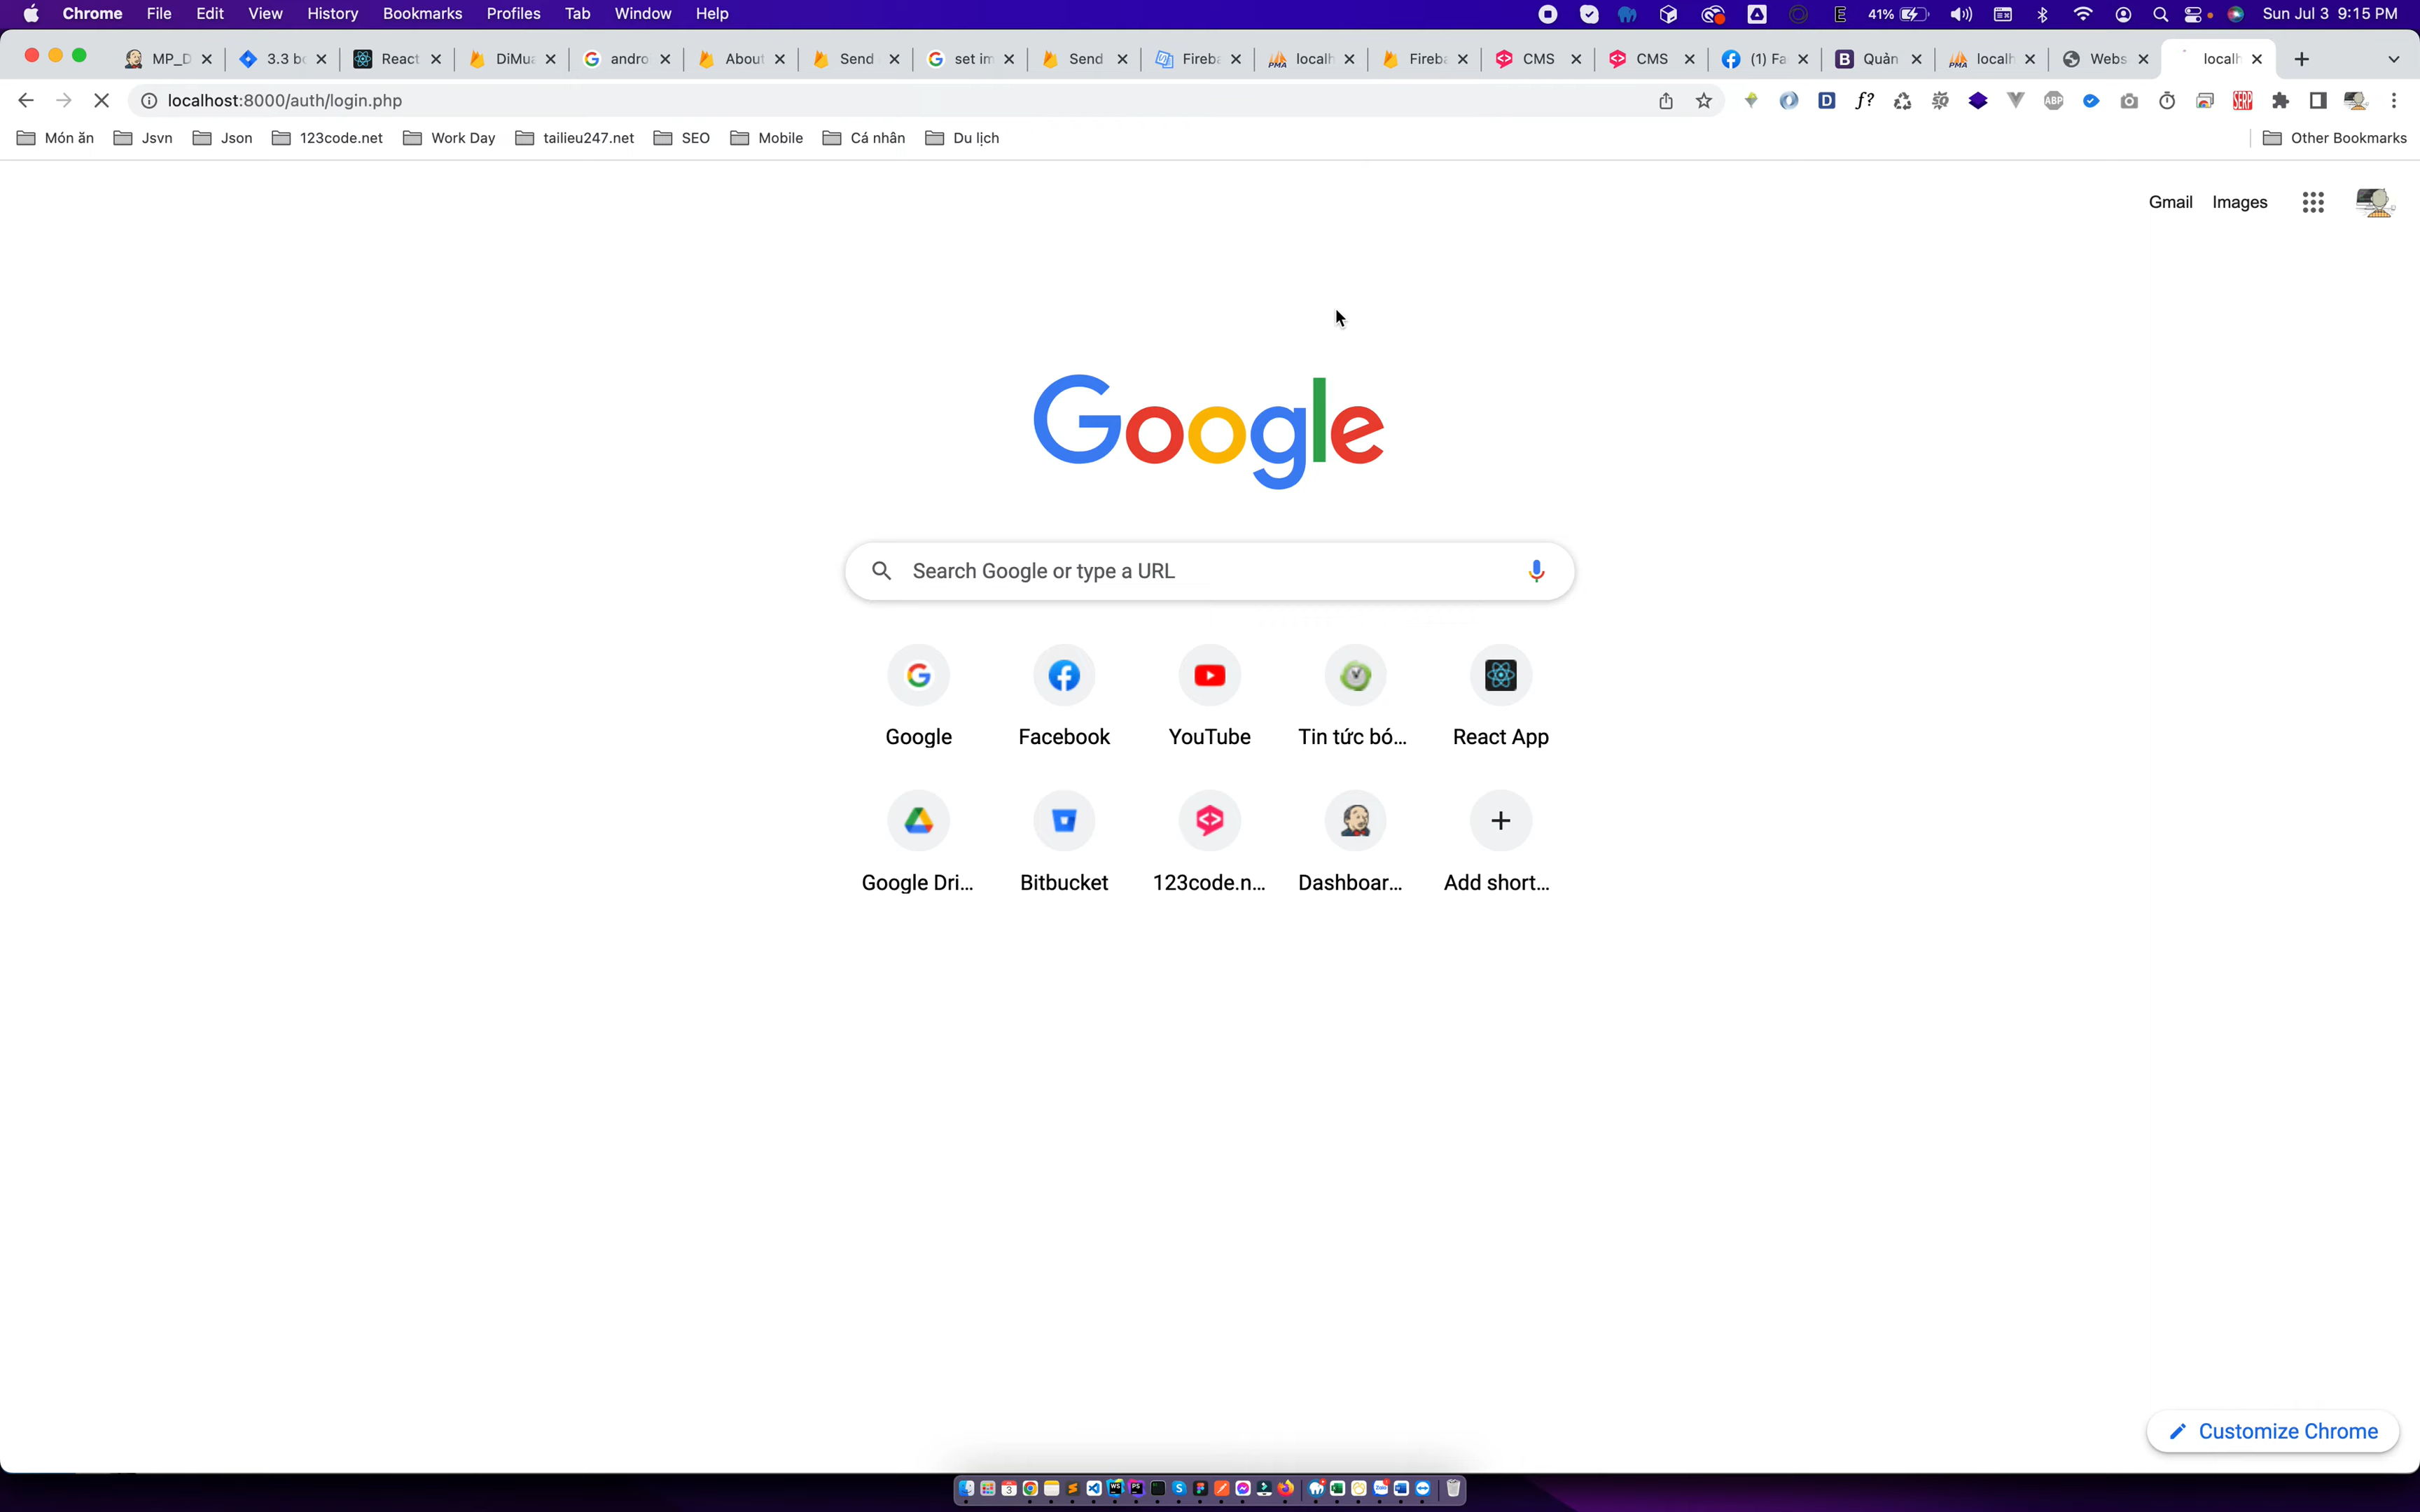 Chrome File Edit View History Bookmarks Profiles Tab Window Help 41% Sun Jul 3 9:15 PM
MP_D 3.3 bc React DiMua andro About Send set im Send Fireba localh Fireba CMS CMS (1) Fa Quản localh Webs localh
localhost:8000/auth/login.php
Món ăn Jsvn Json 123code.net Work Day tailieu247.net SEO Mobile Cá nhân Du lịch Other Bookmarks
Gmail Images
Google
Search Google or type a URL
Google Facebook YouTube Tin tức bó... React App
Google Dri... Bitbucket 123code.n... Dashboar... Add short...
Customize Chrome